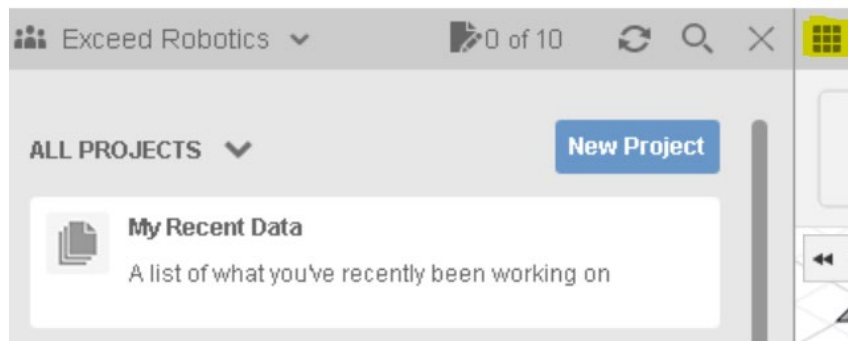 Exceed Robotics 0 of 10
ALL PROJECTS New Project
My Recent Data
A list of what you've recently been working on